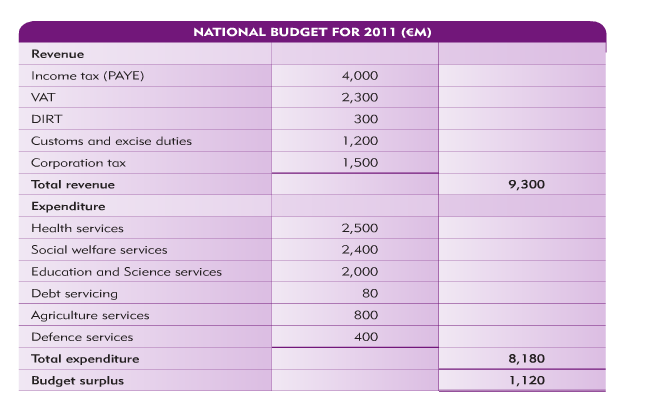 NATIONAL BUDGET FOR 2011 (€M)
Revenue
Income tax (PAYE) 4,000
VAT 2,300
DIRT 300
Customs and excise duties 1,200
Corporation tax 1,500
Total revenue 9,300
Expenditure
Health services 2,500
Social welfare services 2,400
Education and Science services 2,000
Debt servicing 80
Agriculture services 800
Defence services 400
Total expenditure 8,180
Budget surplus 1,120